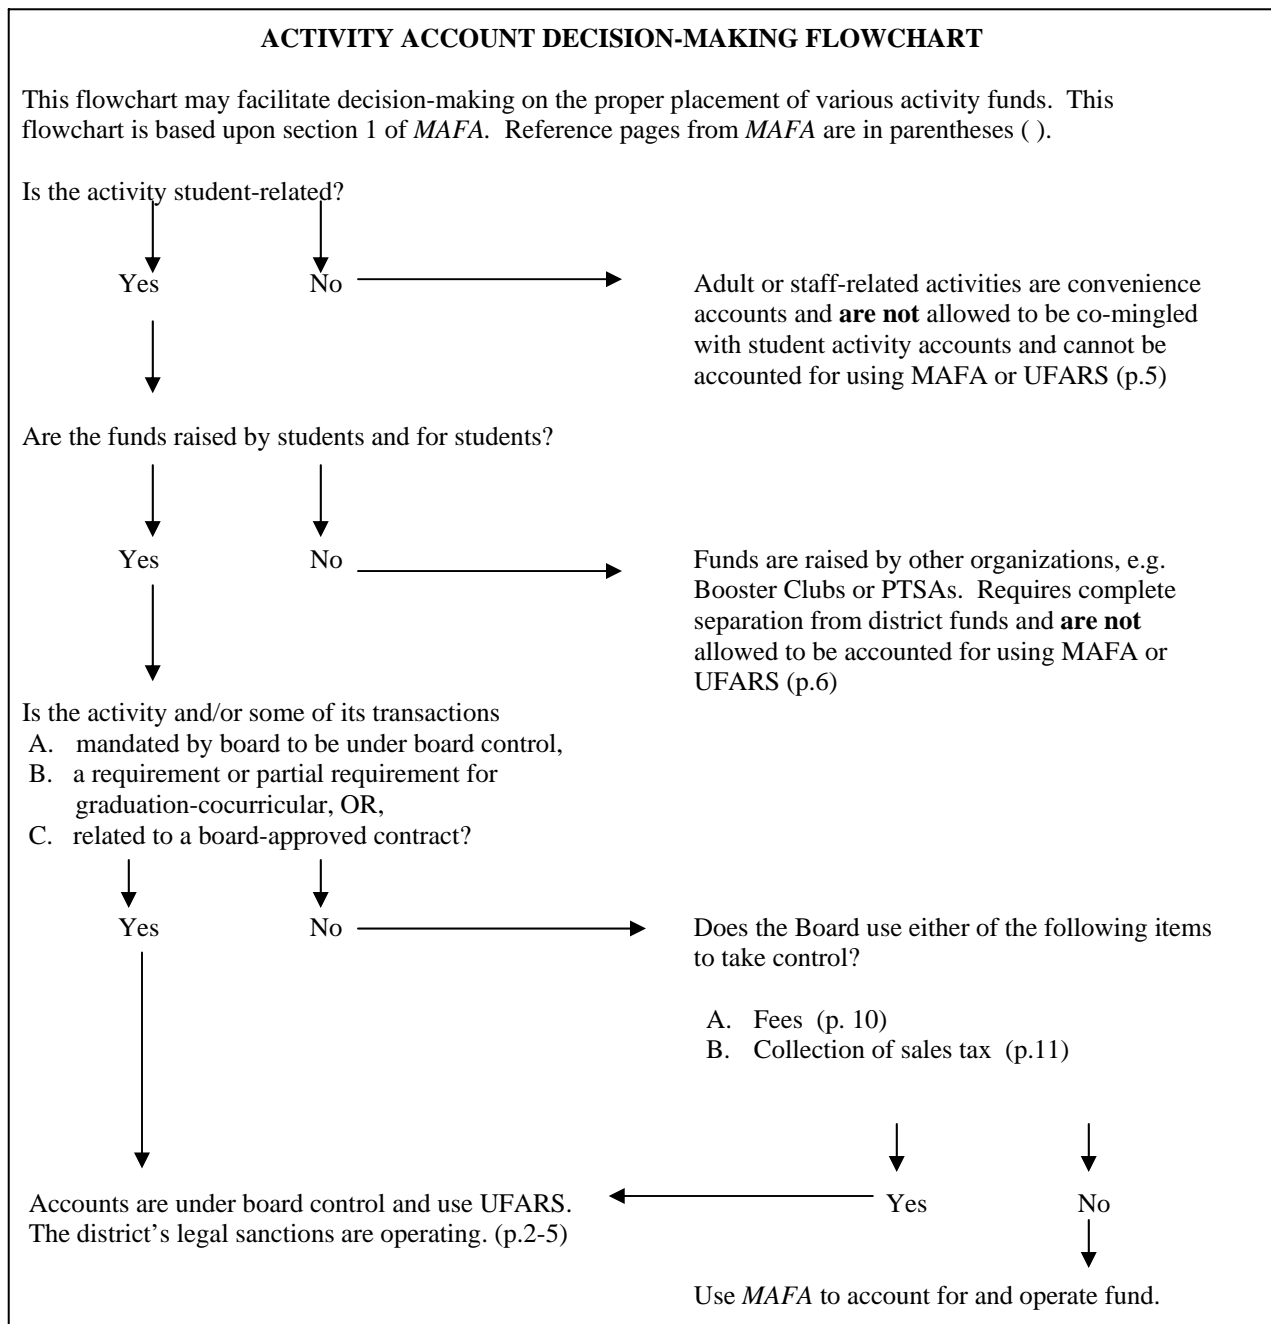 ACTIVITY ACCOUNT DECISION-MAKING FLOWCHART
This flowchart may facilitate decision-making on the proper placement of various activity funds.  This
flowchart is based upon section 1 of MAFA.  Reference pages from MAFA are in parentheses ( ).
Is the activity student-related?
Yes
No
Adult or staff-related activities are convenience
accounts and are not allowed to be co-mingled
with student activity accounts and cannot be
accounted for using MAFA or UFARS (p.5)
Are the funds raised by students and for students?
Yes
No
Funds are raised by other organizations, e.g.
Booster Clubs or PTSAs.  Requires complete
separation from district funds and are not
allowed to be accounted for using MAFA or
UFARS (p.6)
Is the activity and/or some of its transactions
A. mandated by board to be under board control,
B. a requirement or partial requirement for
graduation-cocurricular, OR,
C. related to a board-approved contract?
Yes
No
Does the Board use either of the following items
to take control?
A. Fees (p. 10)
B. Collection of sales tax (p.11)
Yes
No
Accounts are under board control and use UFARS.
The district's legal sanctions are operating. (p.2-5)
Use MAFA to account for and operate fund.